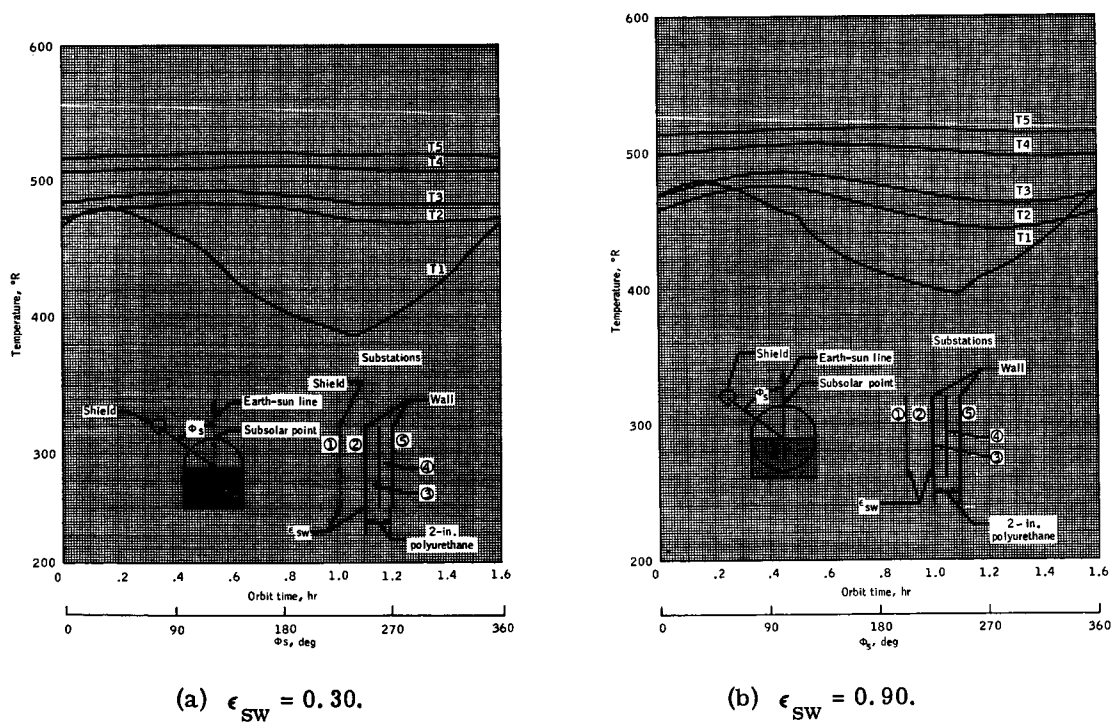 600
500
400
300
200
Temperature, °R
T5
T4
T3
T2
T1
Substations
Shield
Wall
Shield
Earth-sun line
Φs
Subsolar point
①
②
⑤
④
③
ϵsw
2-in.
polyurethane
0 .2 .4 .6 .8 1.0 1.2 1.4 1.6
Orbit time, hr
0 90 180 270 360
Φs, deg
(a) ϵsw = 0.30.
600
500
400
300
200
Temperature, °R
T5
T4
T3
T2
T1
Substations
Shield
Earth-sun line
Wall
Φs
Subsolar point
①
②
⑤
④
③
ϵsw
2-in.
polyurethane
0 .2 .4 .6 .8 1.0 1.2 1.4 1.6
Orbit time, hr
0 90 180 270 360
Φs, deg
(b) ϵsw = 0.90.